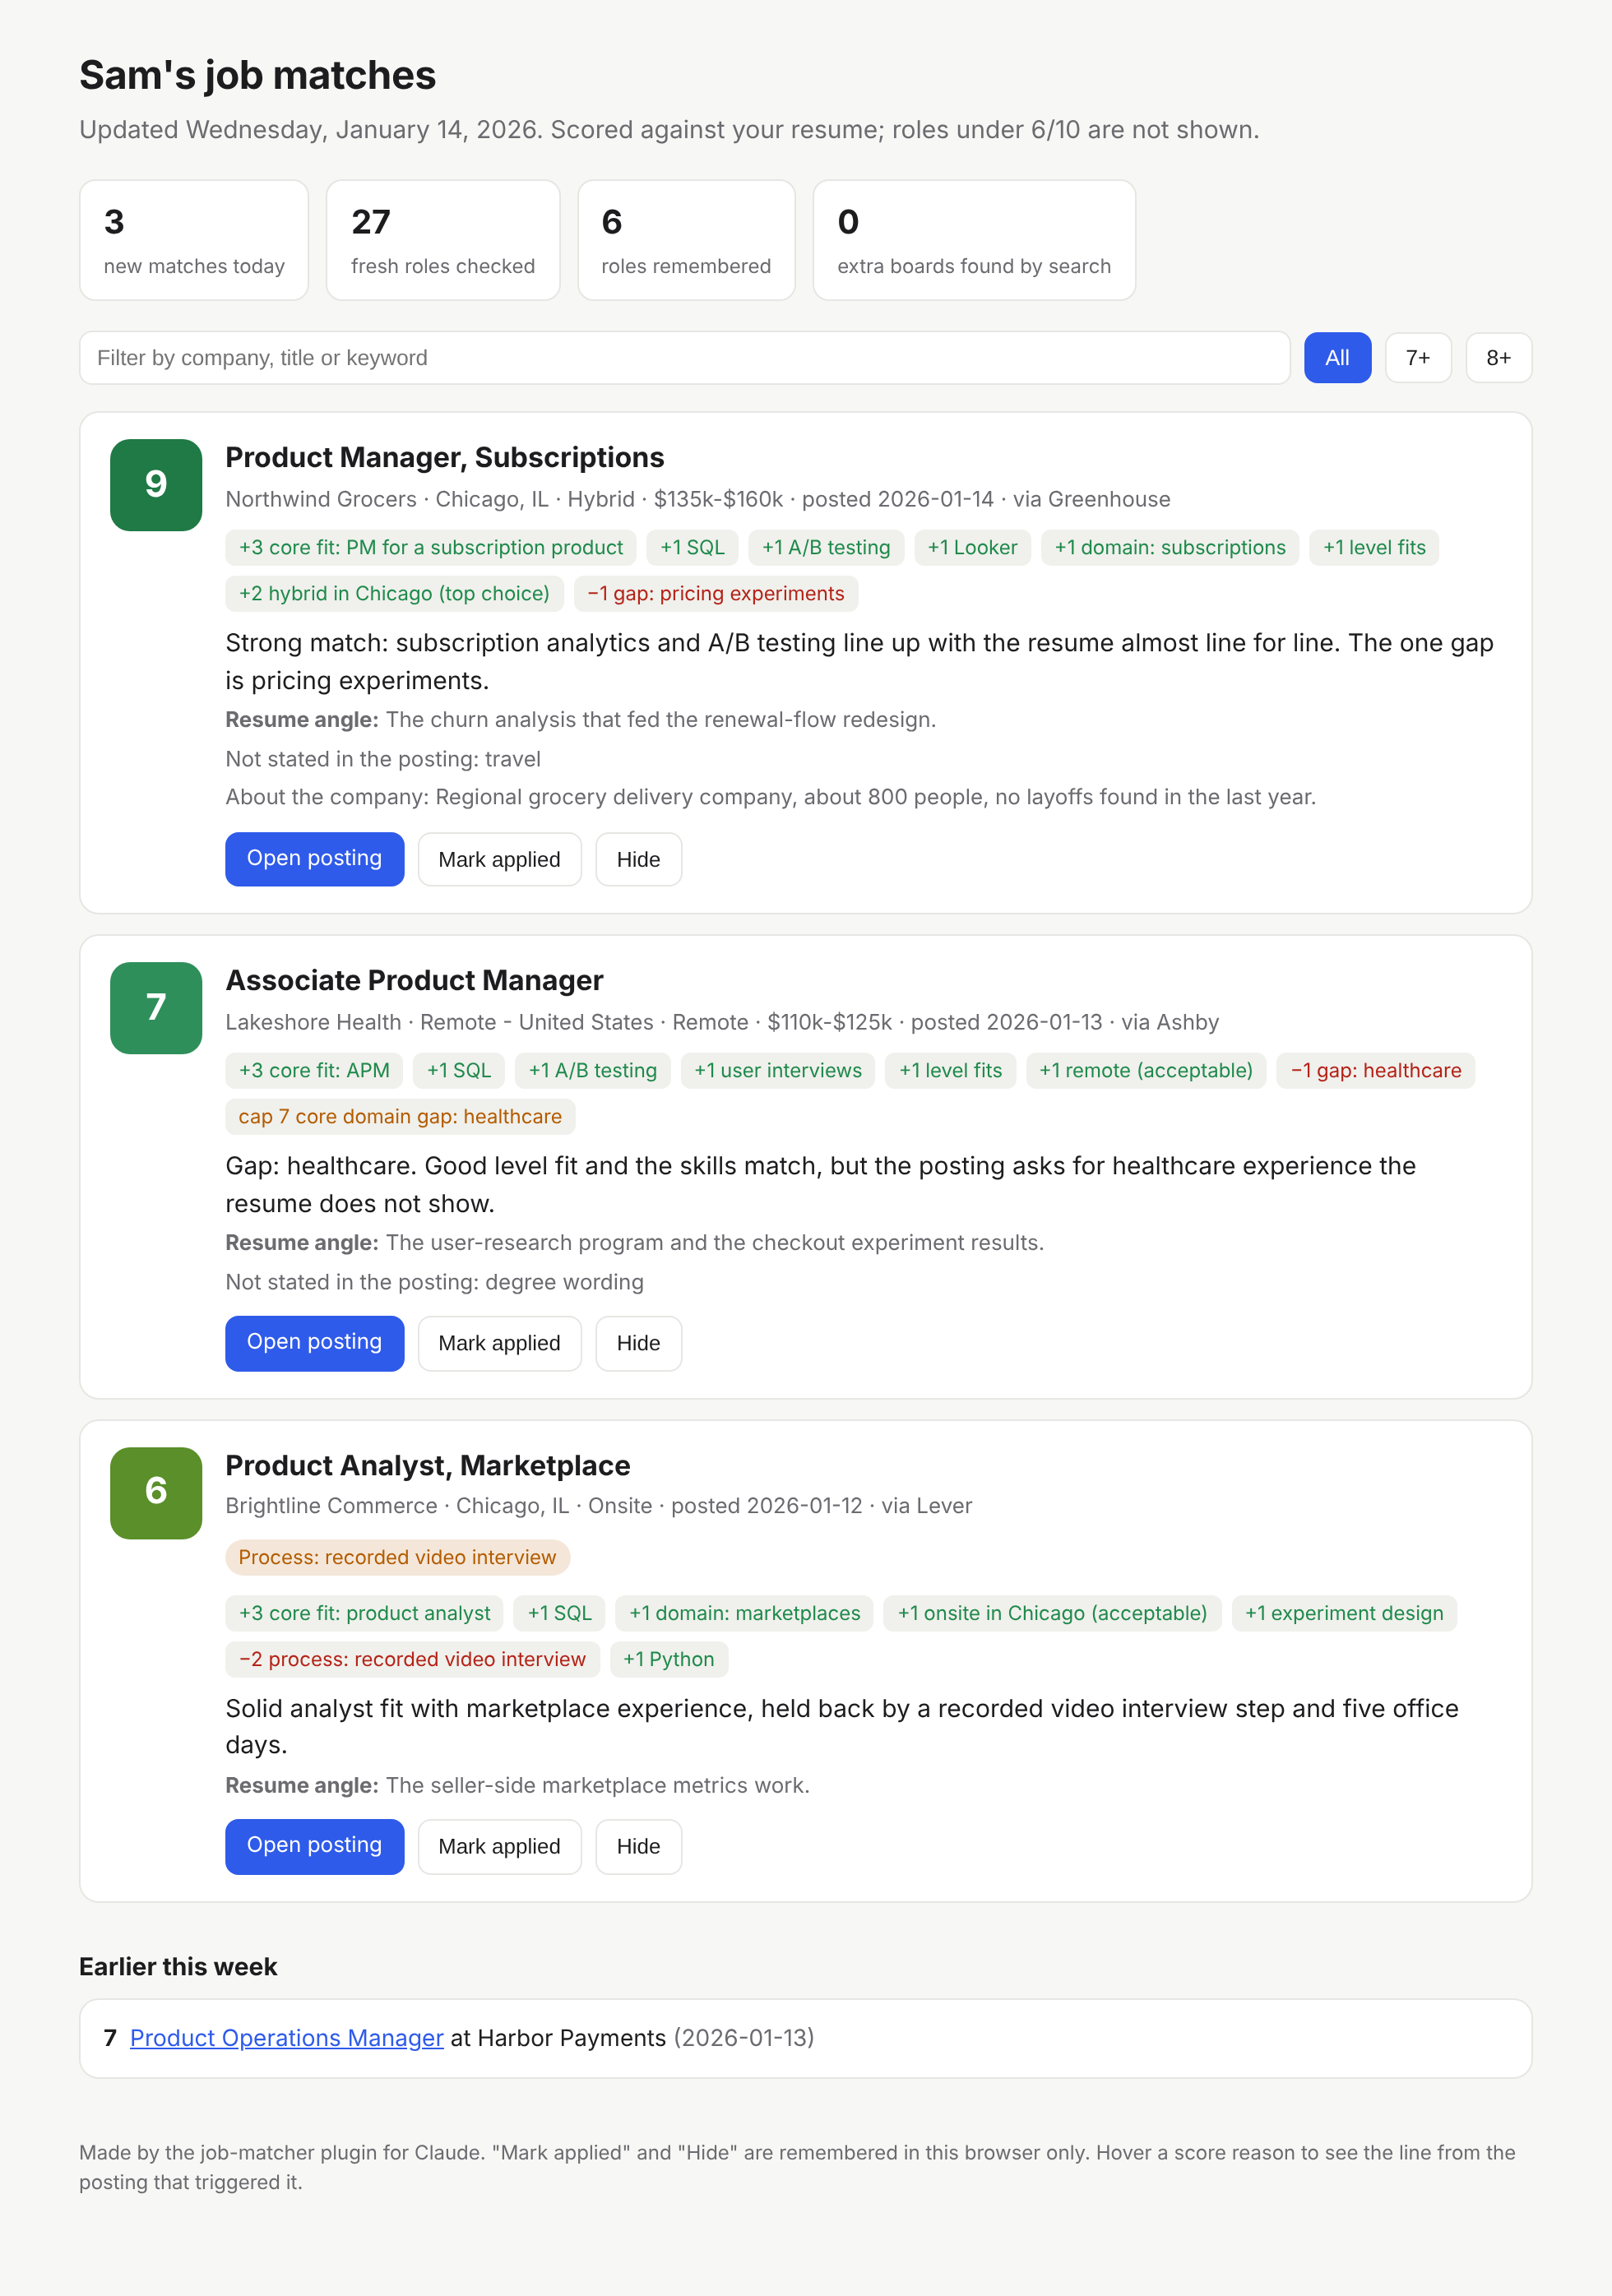 Sam's job matches
Updated Wednesday, January 14, 2026. Scored against your resume; roles under 6/10 are not shown.
3
new matches today
27
fresh roles checked
6
roles remembered
0
extra boards found by search
Filter by company, title or keyword
All
7+
8+
9
Product Manager, Subscriptions
Northwind Grocers · Chicago, IL · Hybrid · $135k-$160k · posted 2026-01-14 · via Greenhouse
+3 core fit: PM for a subscription product
+1 SQL
+1 A/B testing
+1 Looker
+1 domain: subscriptions
+1 level fits
+2 hybrid in Chicago (top choice)
−1 gap: pricing experiments
Strong match: subscription analytics and A/B testing line up with the resume almost line for line. The one gap
is pricing experiments.
Resume angle: The churn analysis that fed the renewal-flow redesign.
Not stated in the posting: travel
About the company: Regional grocery delivery company, about 800 people, no layoffs found in the last year.
Open posting
Mark applied
Hide
7
Associate Product Manager
Lakeshore Health · Remote - United States · Remote · $110k-$125k · posted 2026-01-13 · via Ashby
+3 core fit: APM
+1 SQL
+1 A/B testing
+1 user interviews
+1 level fits
+1 remote (acceptable)
−1 gap: healthcare
cap 7 core domain gap: healthcare
Gap: healthcare. Good level fit and the skills match, but the posting asks for healthcare experience the
resume does not show.
Resume angle: The user-research program and the checkout experiment results.
Not stated in the posting: degree wording
Open posting
Mark applied
Hide
6
Product Analyst, Marketplace
Brightline Commerce · Chicago, IL · Onsite · posted 2026-01-12 · via Lever
Process: recorded video interview
+3 core fit: product analyst
+1 SQL
+1 domain: marketplaces
+1 onsite in Chicago (acceptable)
+1 experiment design
−2 process: recorded video interview
+1 Python
Solid analyst fit with marketplace experience, held back by a recorded video interview step and five office
days.
Resume angle: The seller-side marketplace metrics work.
Open posting
Mark applied
Hide
Earlier this week
7 Product Operations Manager at Harbor Payments (2026-01-13)
Made by the job-matcher plugin for Claude. "Mark applied" and "Hide" are remembered in this browser only. Hover a score reason to see the line from the
posting that triggered it.